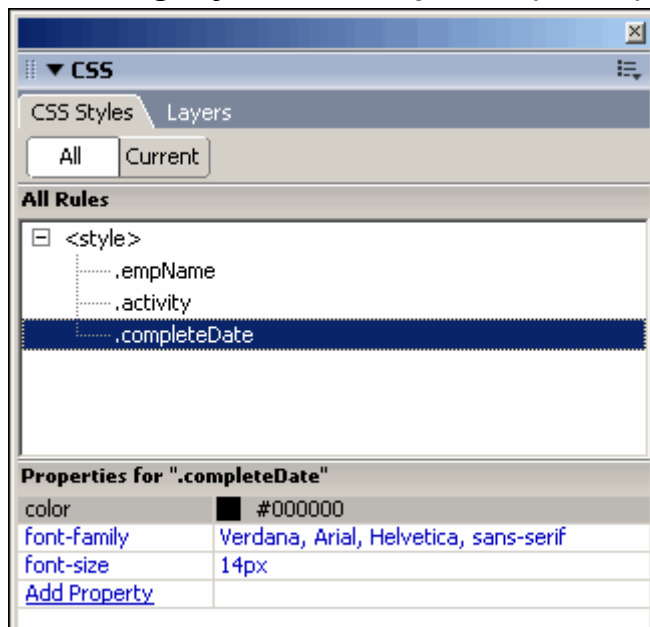 CSS
CSS Styles Layers
All Current
All Rules
<style>
.empName
.activity
.completeDate
Properties for ".completeDate"
color #000000
font-family Verdana, Arial, Helvetica, sans-serif
font-size 14px
Add Property